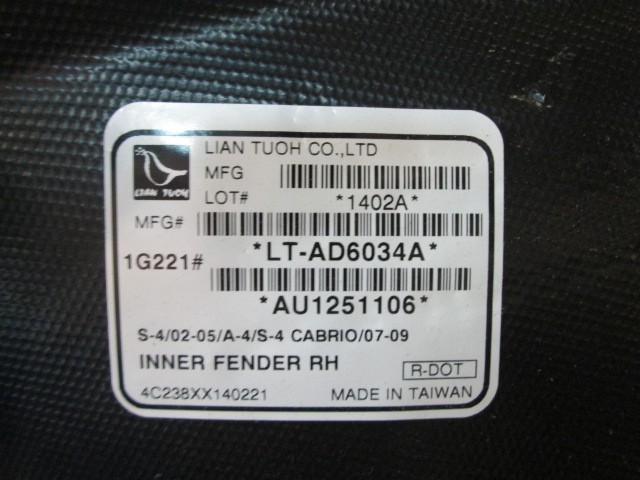 LIAN TUOH
LIAN TUOH CO.,LTD
MFG
LOT#
*1402A*
MFG#
*LT-AD6034A*
1G221#
*AU1251106*
S-4/02-05/A-4/S-4 CABRIO/07-09
INNER FENDER RH
R-DOT
4C238XX140221
MADE IN TAIWAN